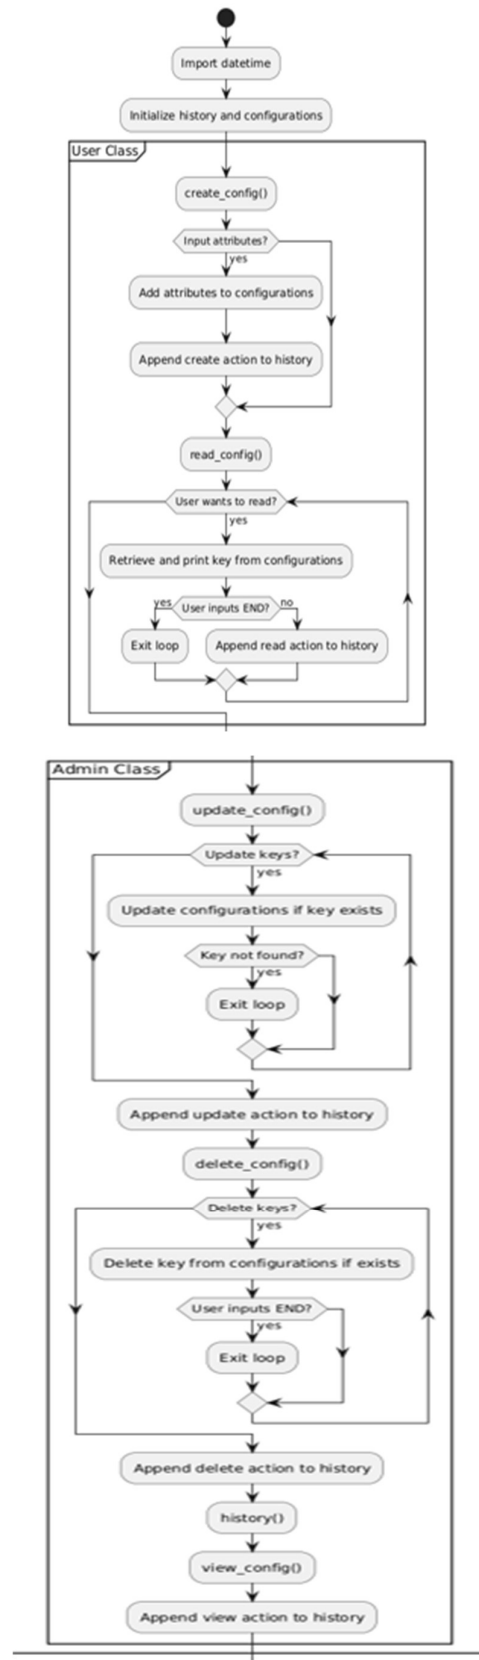 Import datetime
Initialize history and configurations
User Class
create_config()
Input attributes?
yes
Add attributes to configurations
Append create action to history
read_config()
User wants to read?
yes
Retrieve and print key from configurations
yes User inputs END? no
Exit loop Append read action to history
Admin Class
update_config()
Update keys?
yes
Update configurations if key exists
Key not found?
yes
Exit loop
Append update action to history
delete_config()
Delete keys?
yes
Delete key from configurations if exists
User inputs END?
yes
Exit loop
Append delete action to history
history()
view_config()
Append view action to history